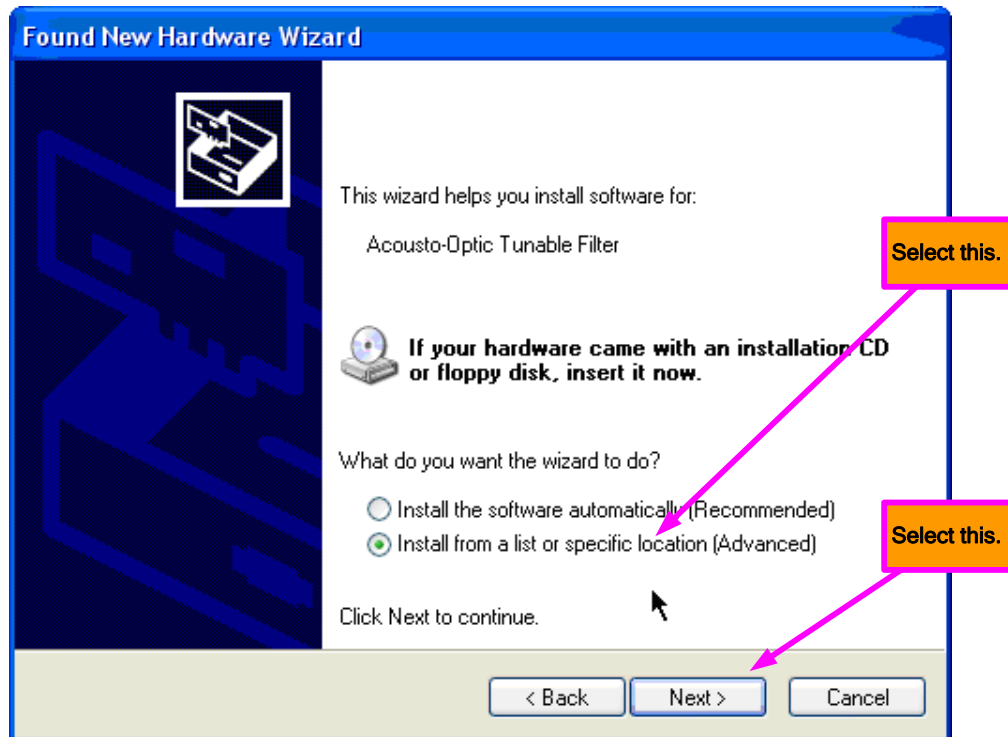 Found New Hardware Wizard
This wizard helps you install software for:
Acousto-Optic Tunable Filter
Select this.
If your hardware came with an installation CD
or floppy disk, insert it now.
What do you want the wizard to do?
Install the software automatically (Recommended)
Install from a list or specific location (Advanced)
Select this.
Click Next to continue.
< Back
Next >
Cancel